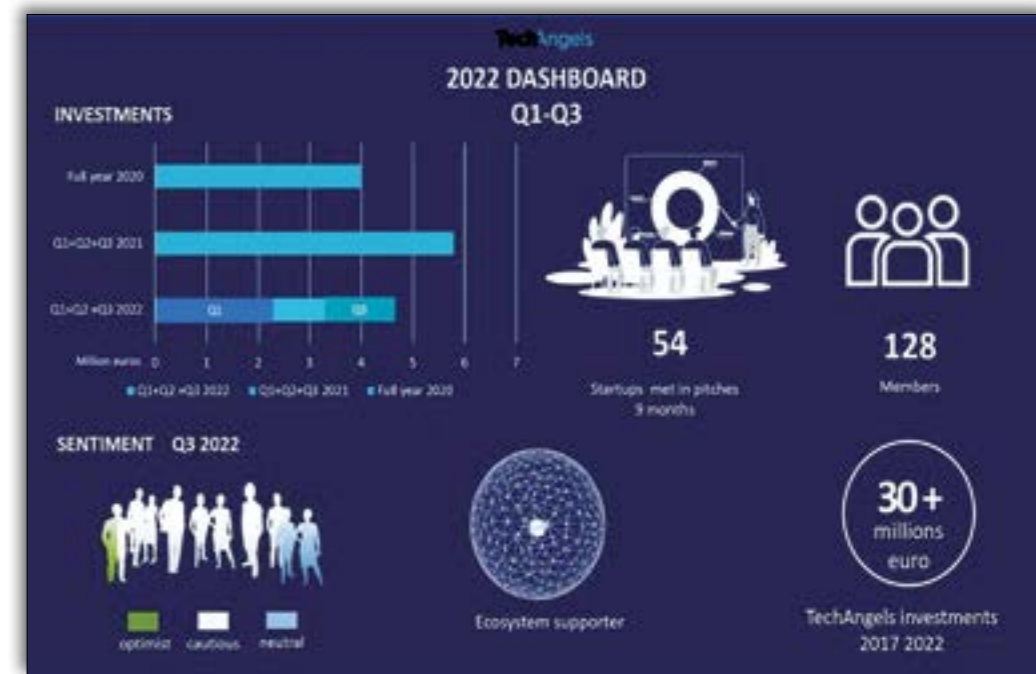 TechAngels
2022 DASHBOARD
Q1-Q3
INVESTMENTS
Full year 2020
Q1+Q2+Q3 2021
Q1+Q2 +Q3 2022
Q1
Q3
Million euros 0 1 2 3 4 5 6 7
Q1+Q2 +Q3 2022 Q1+Q2+Q3 2021 Full year 2020
54
Startups met in pitches
9 months
128
Members
SENTIMENT Q3 2022
optimist cautious neutral
Ecosystem supporter
30+
millions
euro
TechAngels investments
2017 2022